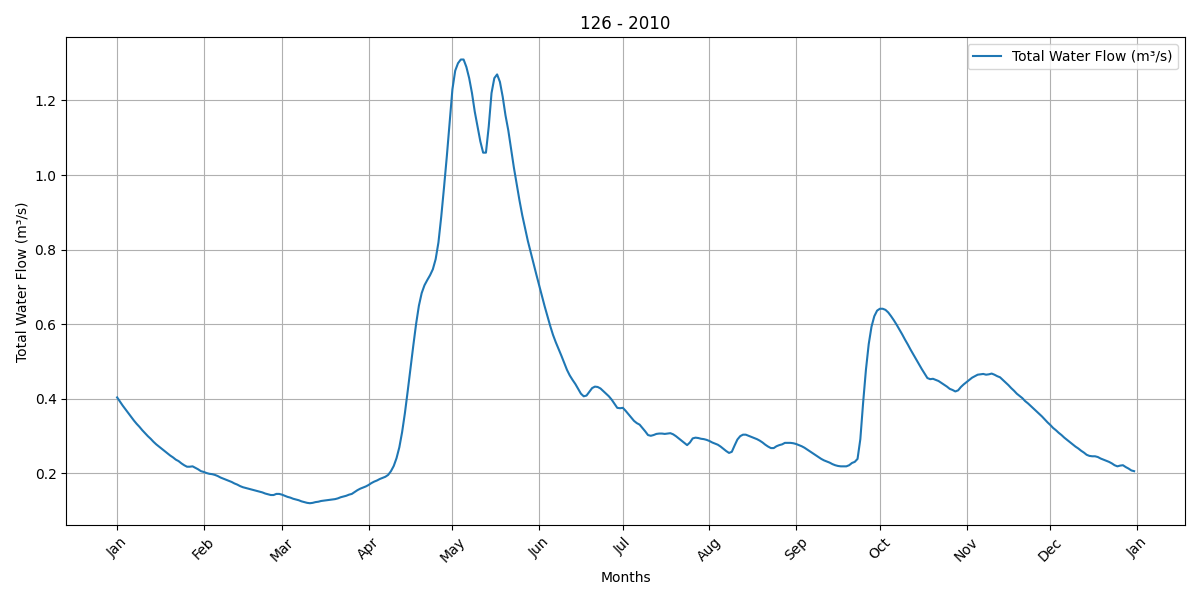 126 - 2010
Total Water Flow (m³/s)
Total Water Flow (m³/s)
1.2
1.0
0.8
0.6
0.4
0.2
Jan Feb Mar Apr May Jun Jul Aug Sep Oct Nov Dec Jan
Months